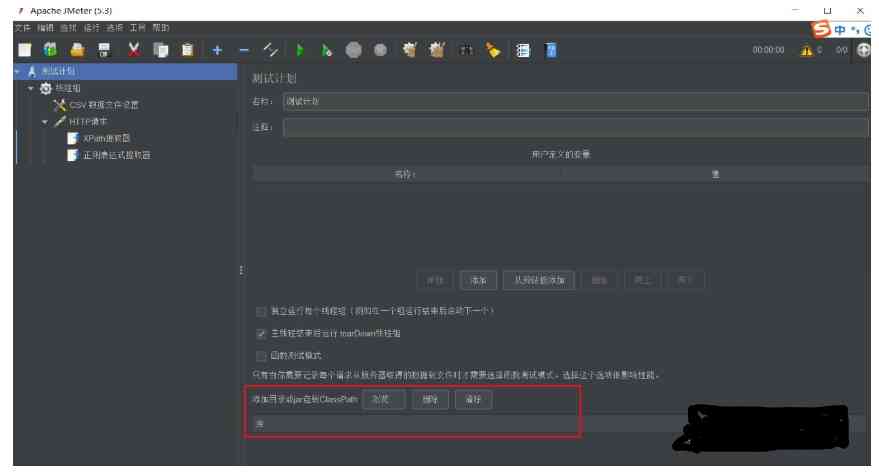 Apache JMeter (5.3)
文件 编辑 查找 运行 选项 工具 帮助
中
00:00:00 0 0/0
测试计划
线程组
CSV 数据文件设置
HTTP请求
XPath提取器
正则表达式提取器
测试计划
名称： 测试计划
注释：
用户定义的变量
名称： 值
详细 添加 从剪贴板添加 删除 向上 向下
独立运行每个线程组（例如在一个组运行结束后启动下一个）
主线程结束后运行 tearDown线程组
函数测试模式
只有当你需要记录每个请求从服务器取得的数据到文件时才需要选择函数测试模式。选择这个选项很影响性能。
添加目录或jar包到ClassPath 浏览... 删除 清除
库